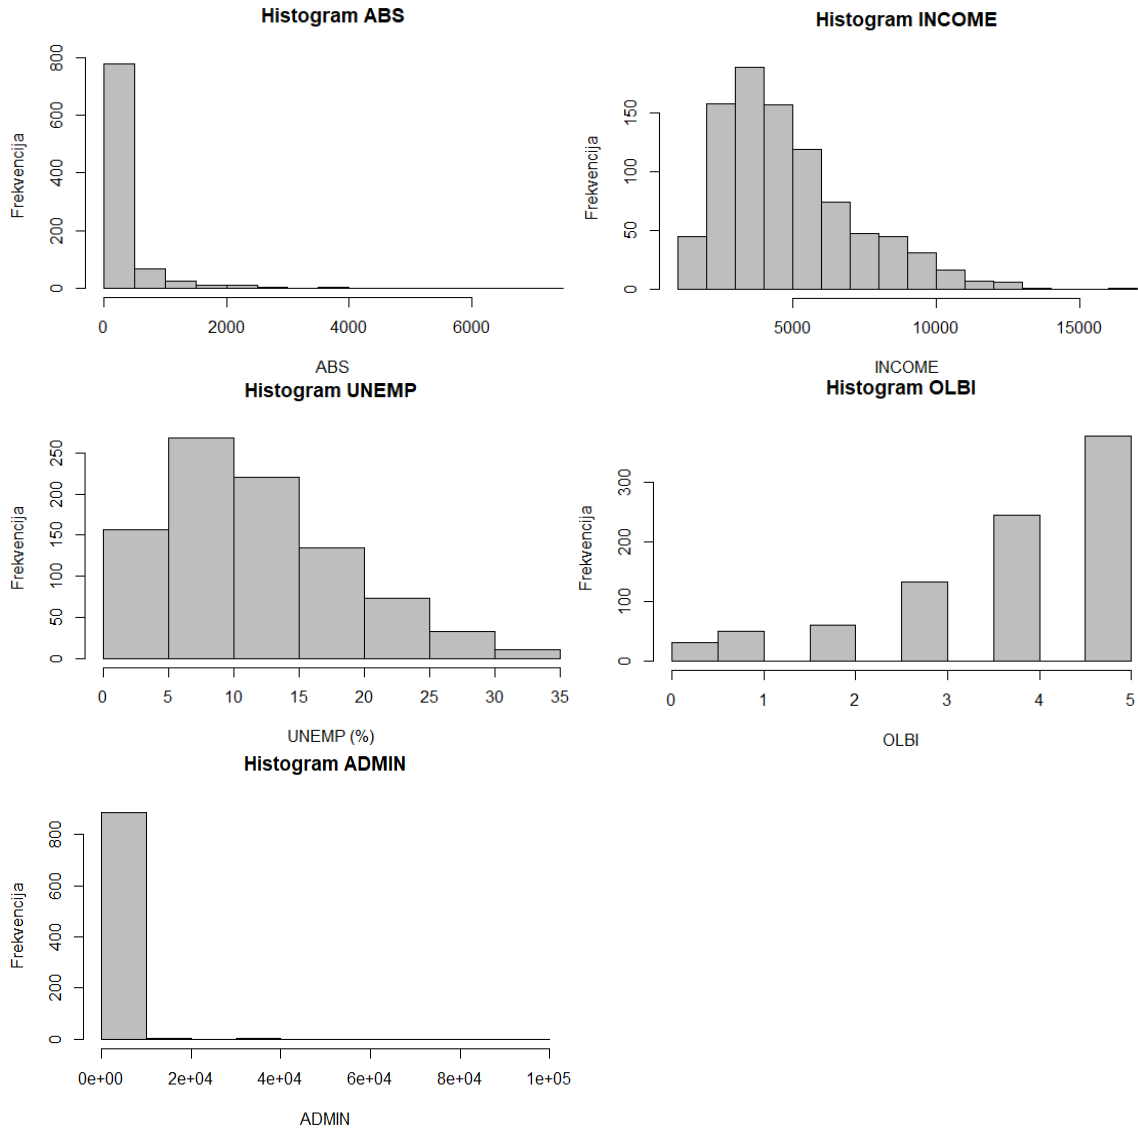 Histogram ABS
Frekvencija
0 200 400 600 800
0 2000 4000 6000
ABS
Histogram INCOME
Frekvencija
0 50 100 150
5000 10000 15000
INCOME
Histogram UNEMP
Frekvencija
0 50 100 150 200 250
0 5 10 15 20 25 30 35
UNEMP (%)
Histogram OLBI
Frekvencija
0 100 200 300
0 1 2 3 4 5
OLBI
Histogram ADMIN
Frekvencija
0 200 400 600 800
0e+00 2e+04 4e+04 6e+04 8e+04 1e+05
ADMIN